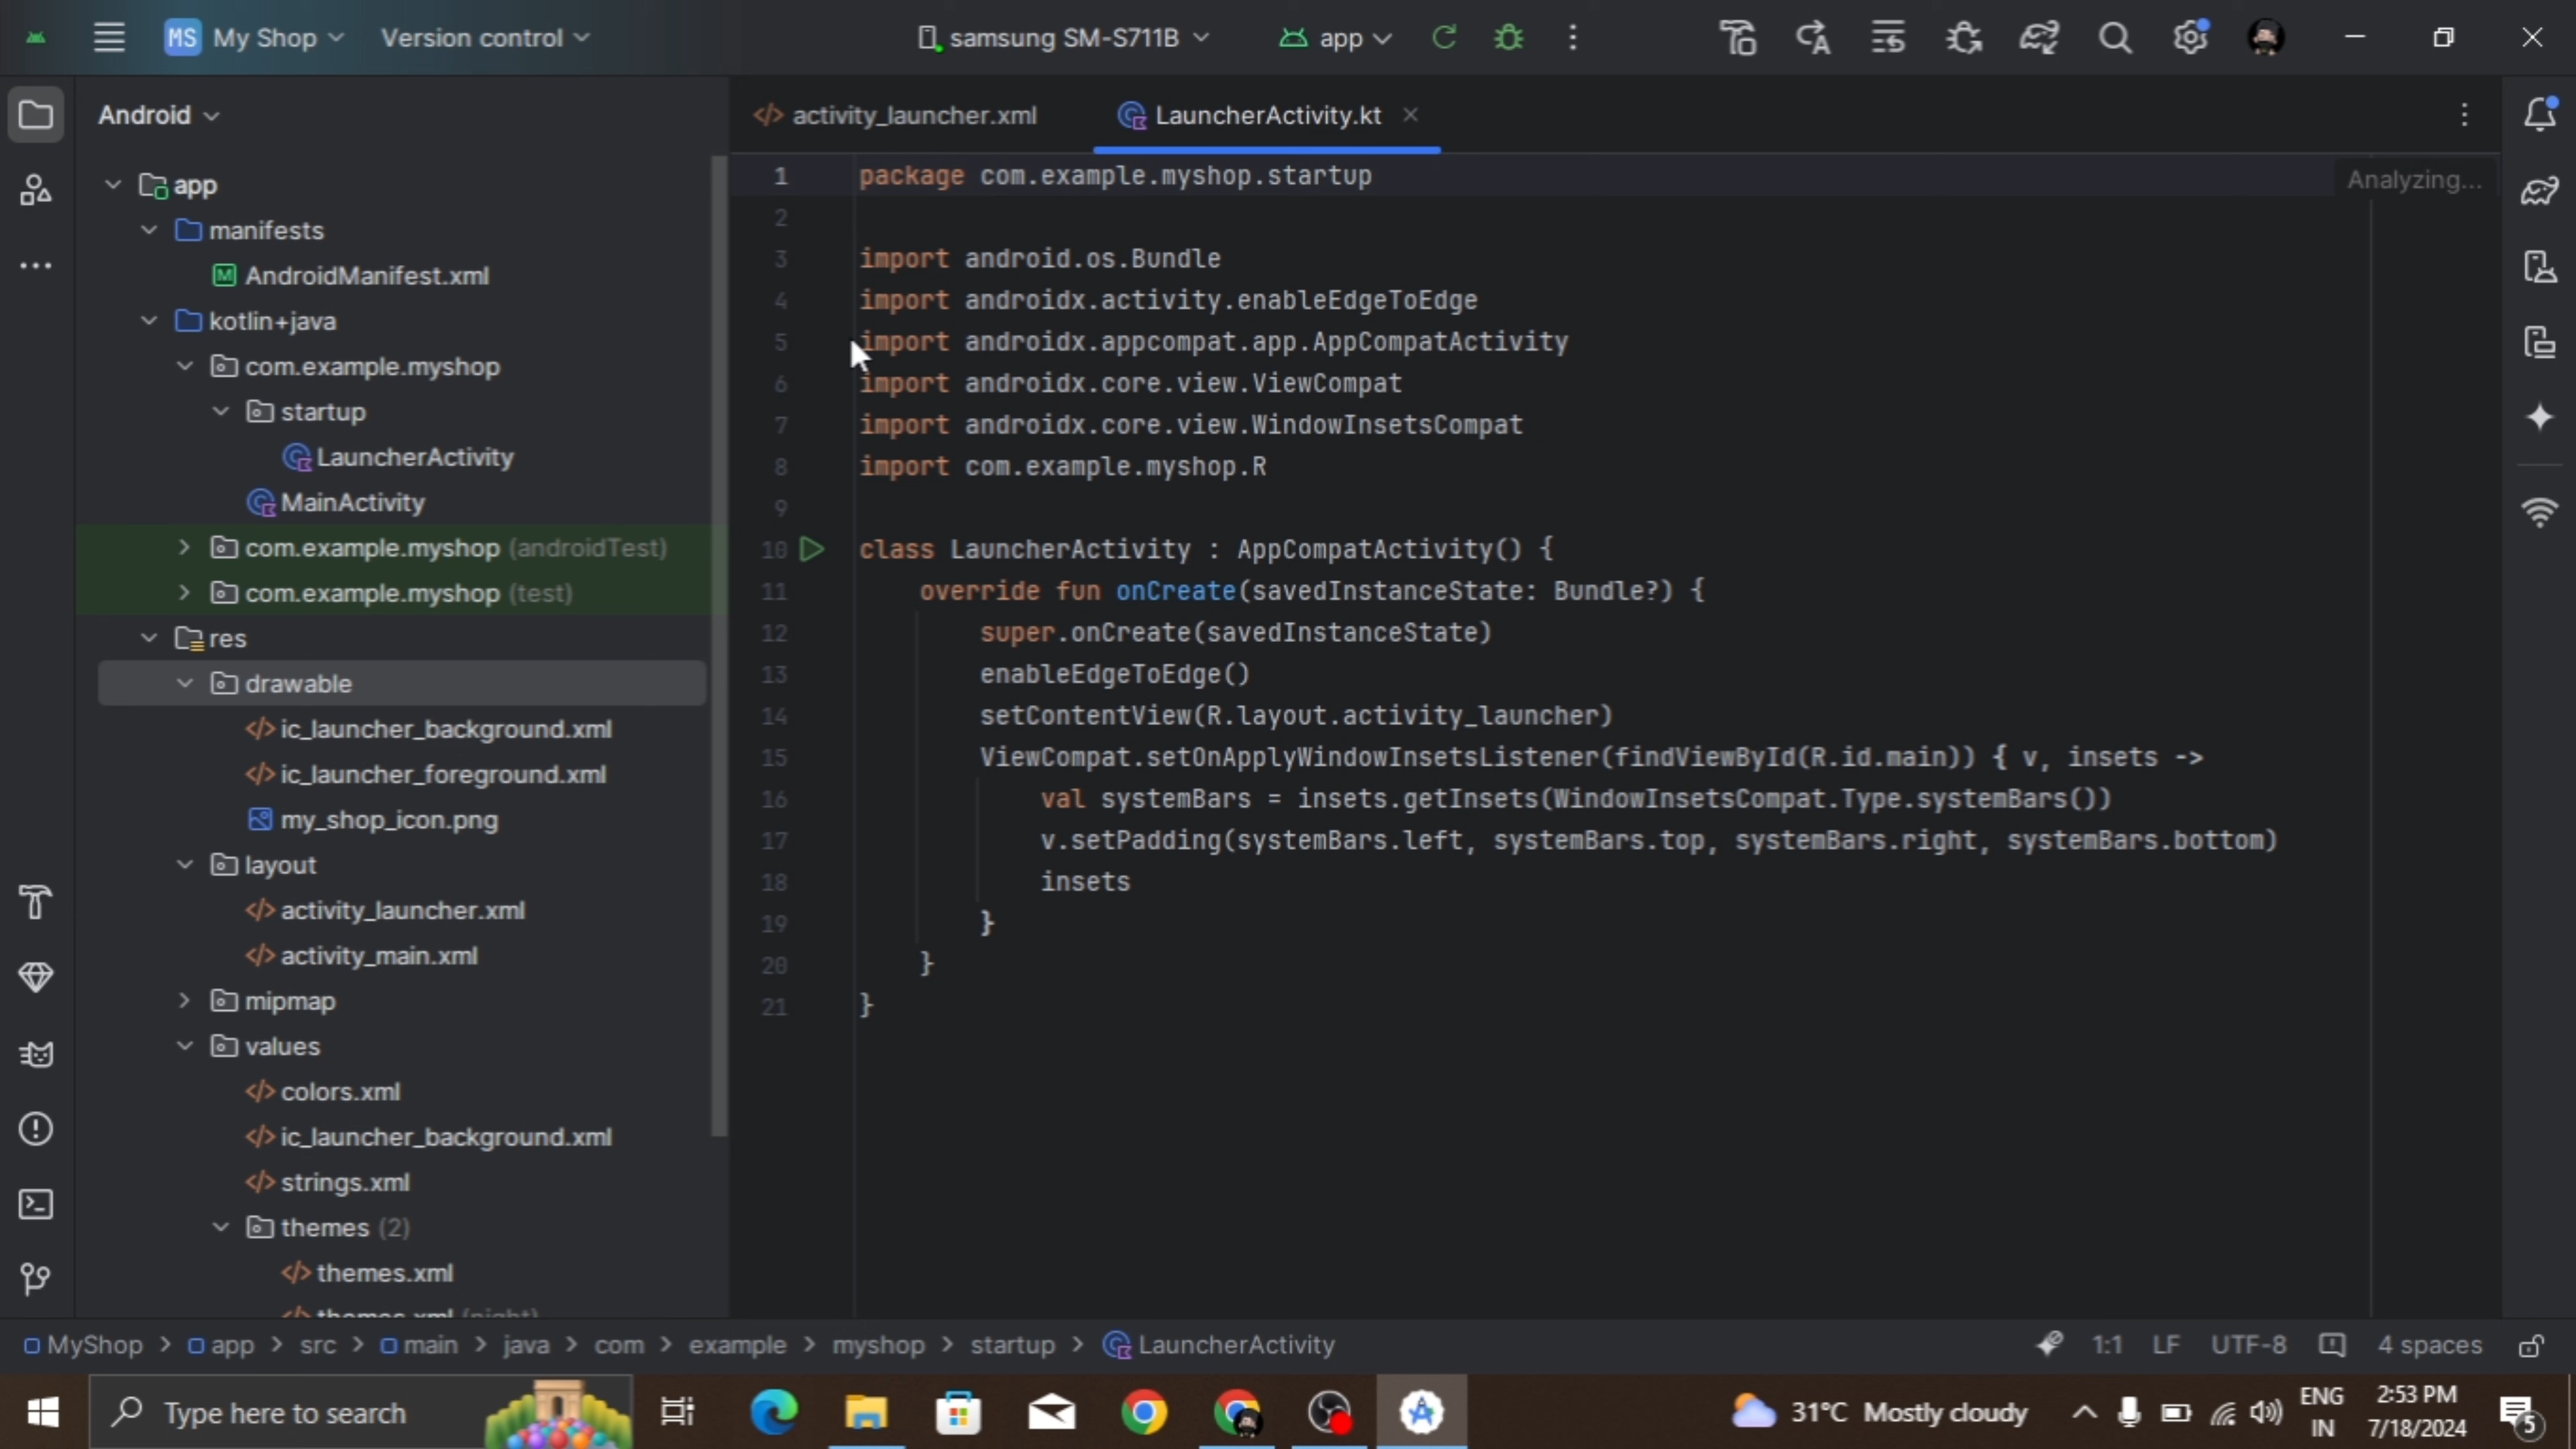 MS My Shop Version control samsung SM-S711B app
Android
app
manifests
AndroidManifest.xml
kotlin+java
com.example.myshop
startup
LauncherActivity
MainActivity
com.example.myshop (androidTest)
com.example.myshop (test)
res
drawable
ic_launcher_background.xml
ic_launcher_foreground.xml
my_shop_icon.png
layout
activity_launcher.xml
activity_main.xml
mipmap
values
colors.xml
ic_launcher_background.xml
strings.xml
themes (2)
themes.xml
themes.xml (night)
activity_launcher.xml LauncherActivity.kt
Analyzing...
1 package com.example.myshop.startup
2
3 import android.os.Bundle
4 import androidx.activity.enableEdgeToEdge
5 import androidx.appcompat.app.AppCompatActivity
6 import androidx.core.view.ViewCompat
7 import androidx.core.view.WindowInsetsCompat
8 import com.example.myshop.R
9
10 class LauncherActivity : AppCompatActivity() {
11 override fun onCreate(savedInstanceState: Bundle?) {
12 super.onCreate(savedInstanceState)
13 enableEdgeToEdge()
14 setContentView(R.layout.activity_launcher)
15 ViewCompat.setOnApplyWindowInsetsListener(findViewById(R.id.main)) { v, insets ->
16 val systemBars = insets.getInsets(WindowInsetsCompat.Type.systemBars())
17 v.setPadding(systemBars.left, systemBars.top, systemBars.right, systemBars.bottom)
18 insets
19 }
20 }
21 }
MyShop > app > src > main > java > com > example > myshop > startup > LauncherActivity 1:1 LF UTF-8 4 spaces
Type here to search
31°C Mostly cloudy
ENG
IN
2:53 PM
7/18/2024
5